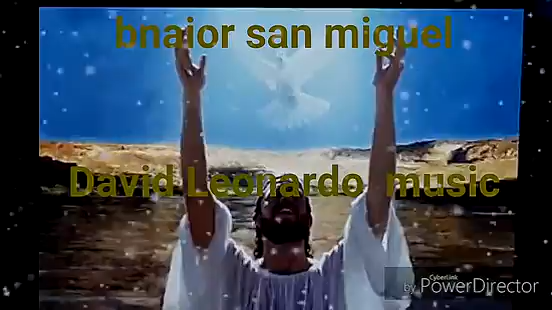 bnaior san miguel
David Leonardo music
CyberLink
by PowerDirector